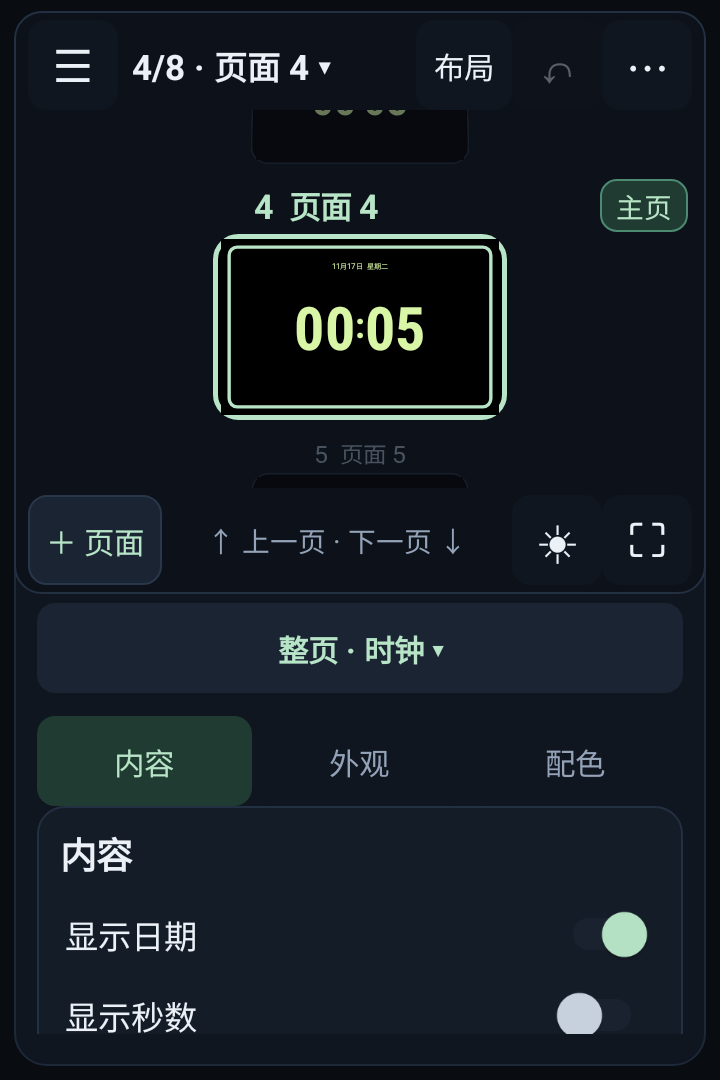 ☰ 4/8 · 页面 4 ▾ 布局 ⤺ ···
4 页面 4 主页
11月17日 星期二
00:05
5 页面 5
＋ 页面 ↑ 上一页 · 下一页 ↓
整页 · 时钟 ▾
内容 外观 配色
内容
显示日期
显示秒数